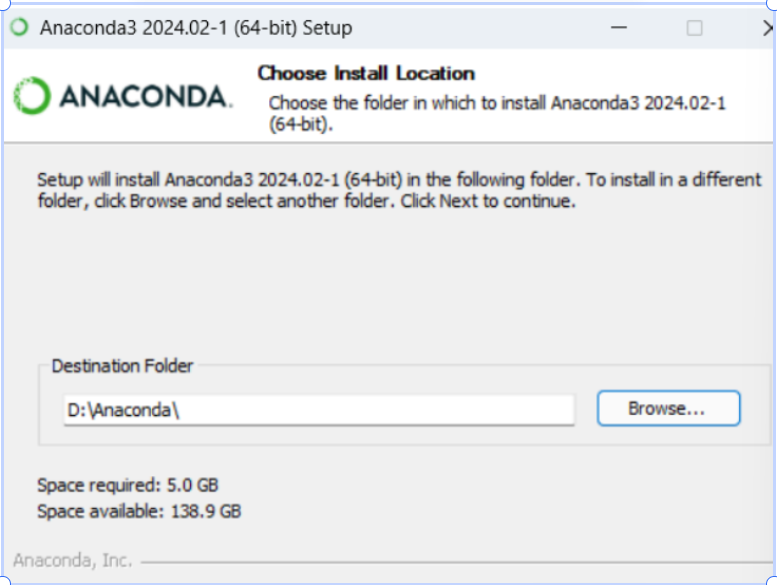 Anaconda3 2024.02-1 (64-bit) Setup
ANACONDA.
Choose Install Location
Choose the folder in which to install Anaconda3 2024.02-1
(64-bit).
Setup will install Anaconda3 2024.02-1 (64-bit) in the following folder. To install in a different
folder, click Browse and select another folder. Click Next to continue.
Destination Folder
D:\Anaconda\
Browse...
Space required: 5.0 GB
Space available: 138.9 GB
Anaconda, Inc.